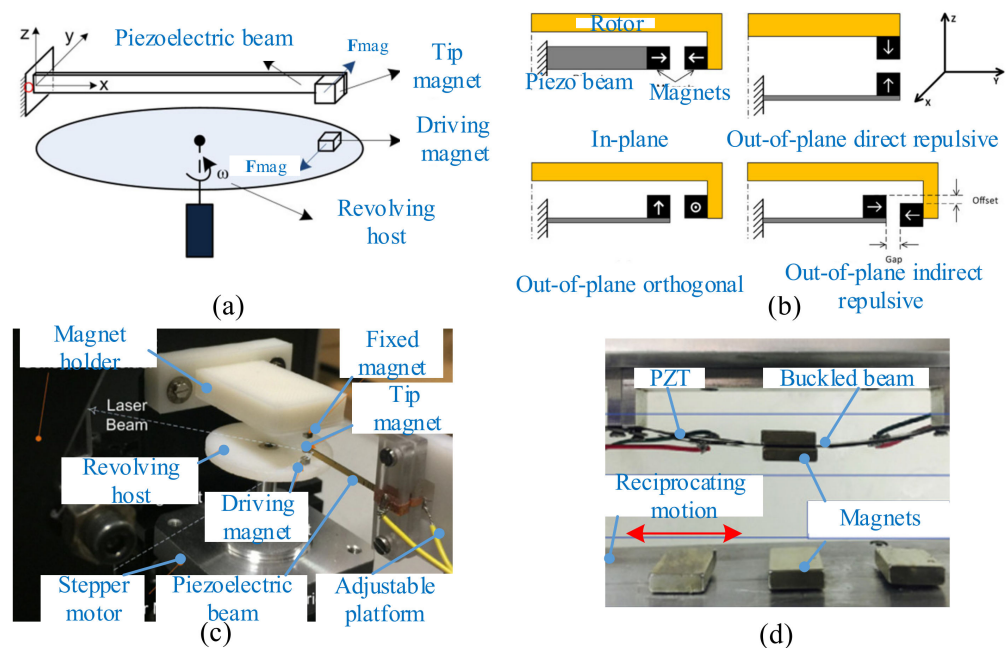 Piezoelectric beam
z
y
x
Fmag
Tip
magnet
Driving
magnet
Fmag
ω
Revolving
host
(a)
Rotor
Piezo beam
Magnets
In-plane
Out-of-plane direct repulsive
Z
Y
X
Out-of-plane orthogonal
Offset
Gap
Out-of-plane indirect
repulsive
(b)
Magnet
holder
Fixed
magnet
Tip
magnet
Laser
Beam
Revolving
host
Driving
magnet
Stepper
motor
Piezoelectric
beam
Adjustable
platform
(c)
PZT
Buckled beam
Reciprocating
motion
Magnets
(d)